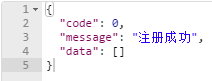 1 {
2 "code": 0,
3 "message": "注册成功",
4 "data": []
5 }